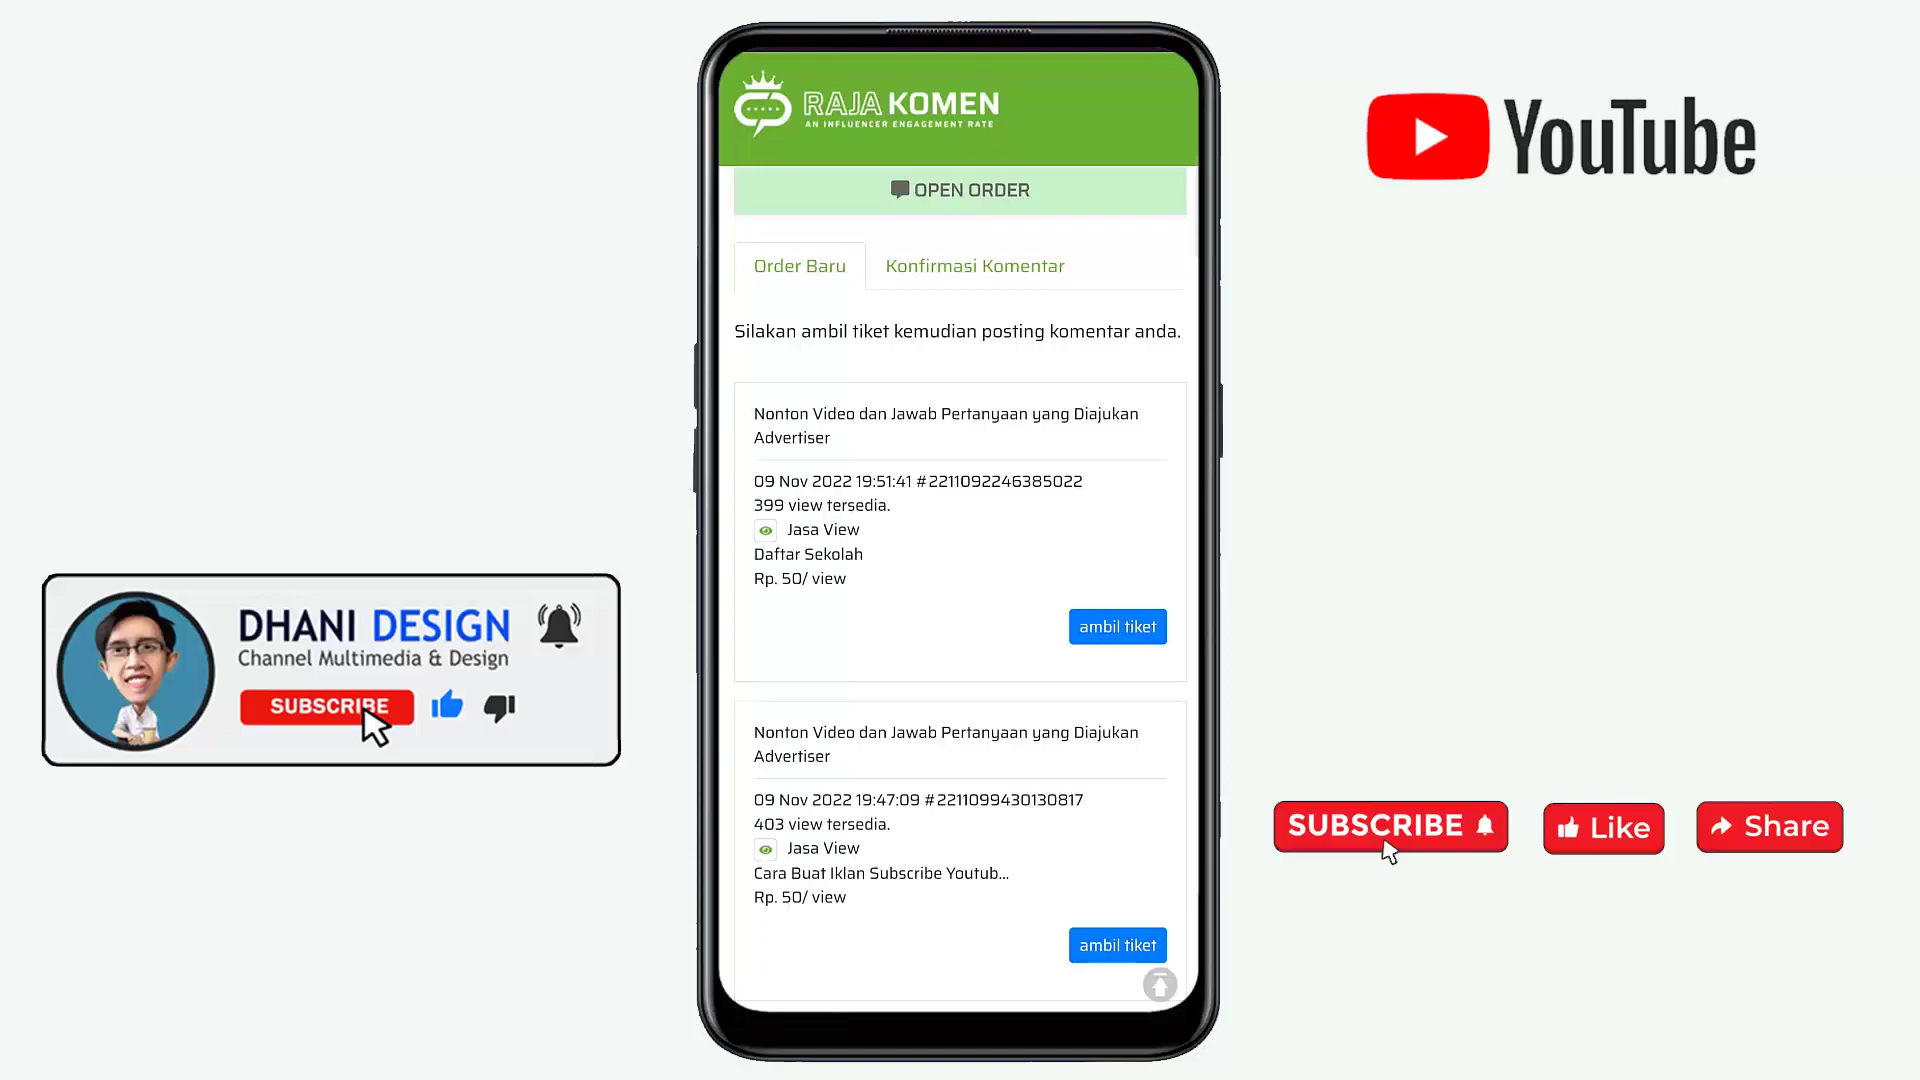 RAJA KOMEN
AN INFLUENCER ENGAGEMENT RATE
OPEN ORDER
Order Baru
Konfirmasi Komentar
Silakan ambil tiket kemudian posting komentar anda.
Nonton Video dan Jawab Pertanyaan yang Diajukan
Advertiser
09 Nov 2022 19:51:41 #2211092246385022
399 view tersedia.
Jasa View
Daftar Sekolah
Rp. 50/ view
ambil tiket
Nonton Video dan Jawab Pertanyaan yang Diajukan
Advertiser
09 Nov 2022 19:47:09 #2211099430130817
403 view tersedia.
Jasa View
Cara Buat Iklan Subscribe Youtub...
Rp. 50/ view
ambil tiket
YouTube
DHANI DESIGN
Channel Multimedia & Design
SUBSCRIBE
SUBSCRIBE
Like
Share